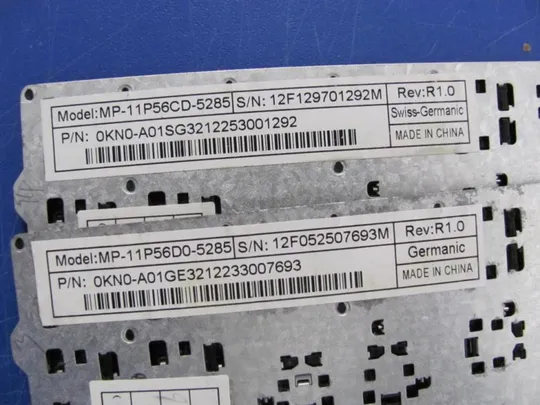 Model:MP-11P56CD-5285 S/N: 12F129701292M Rev:R1.0
P/N: 0KN0-A01SG3212253001292 Swiss-Germanic
MADE IN CHINA
Model:MP-11P56D0-5285 S/N: 12F052507693M Rev:R1.0
P/N: 0KN0-A01GE3212233007693 Germanic
MADE IN CHINA